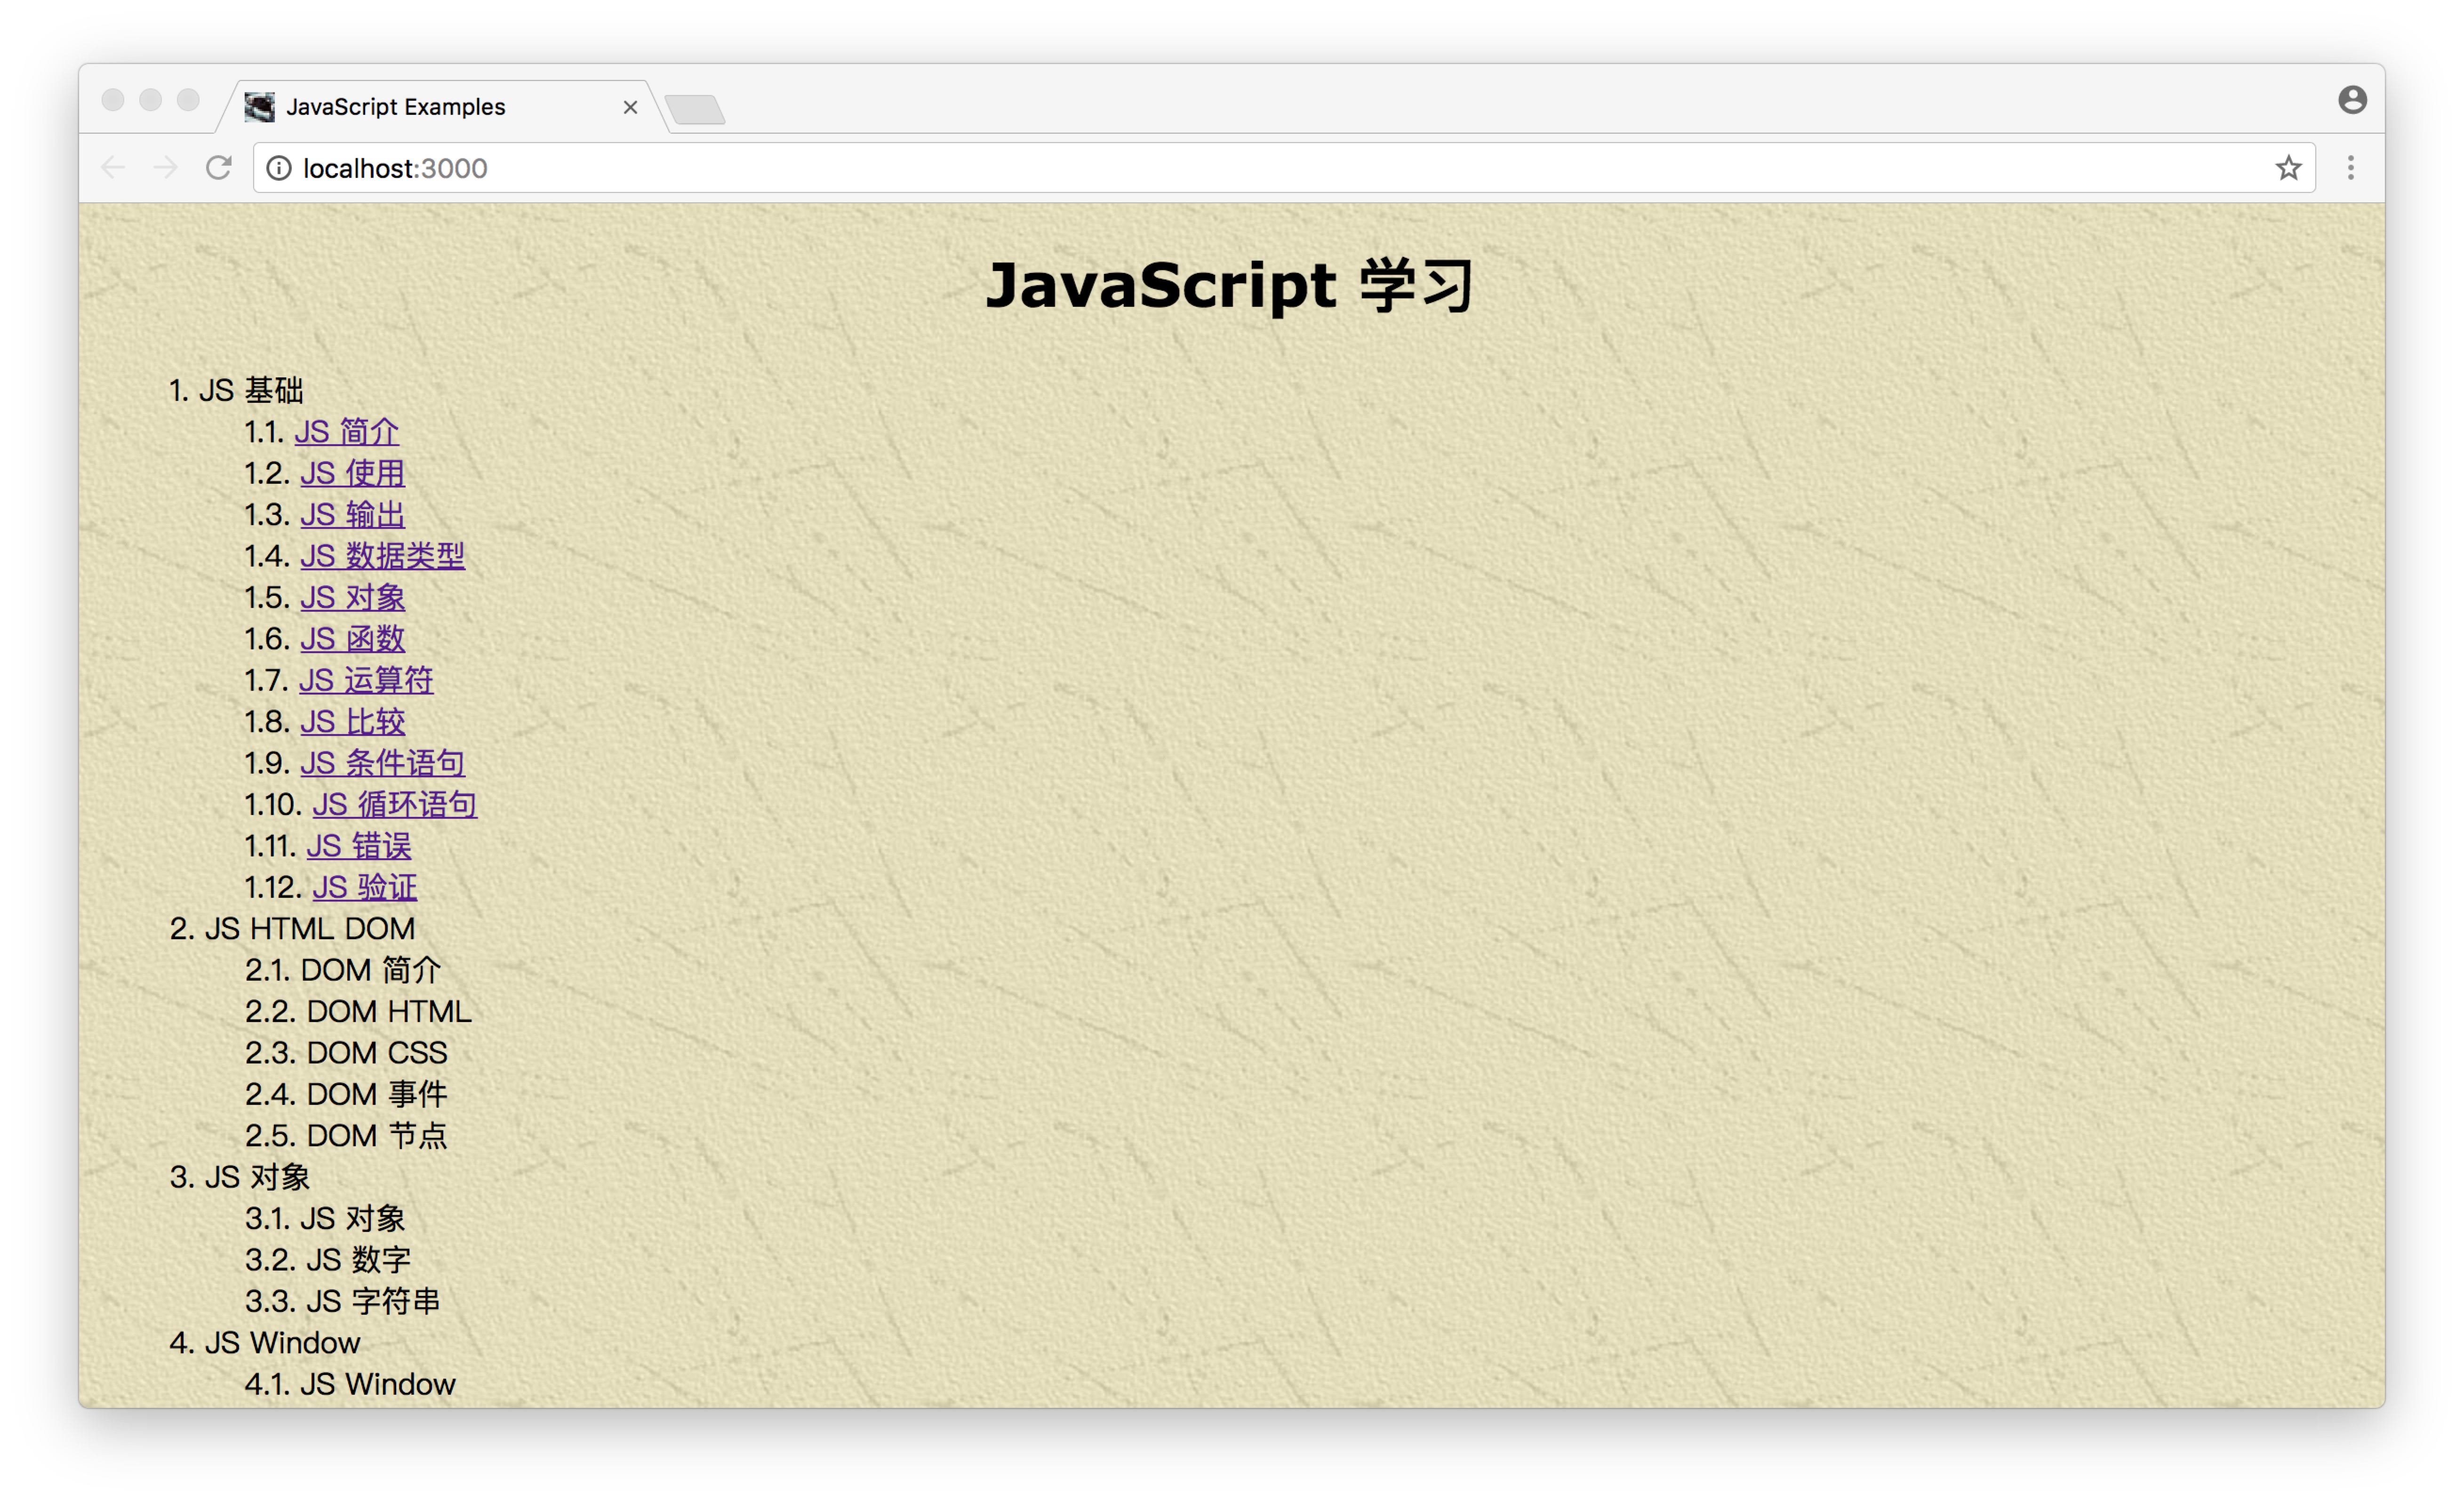 JavaScript Examples
localhost:3000
JavaScript 学习
1. JS 基础
1.1. JS 简介
1.2. JS 使用
1.3. JS 输出
1.4. JS 数据类型
1.5. JS 对象
1.6. JS 函数
1.7. JS 运算符
1.8. JS 比较
1.9. JS 条件语句
1.10. JS 循环语句
1.11. JS 错误
1.12. JS 验证
2. JS HTML DOM
2.1. DOM 简介
2.2. DOM HTML
2.3. DOM CSS
2.4. DOM 事件
2.5. DOM 节点
3. JS 对象
3.1. JS 对象
3.2. JS 数字
3.3. JS 字符串
4. JS Window
4.1. JS Window